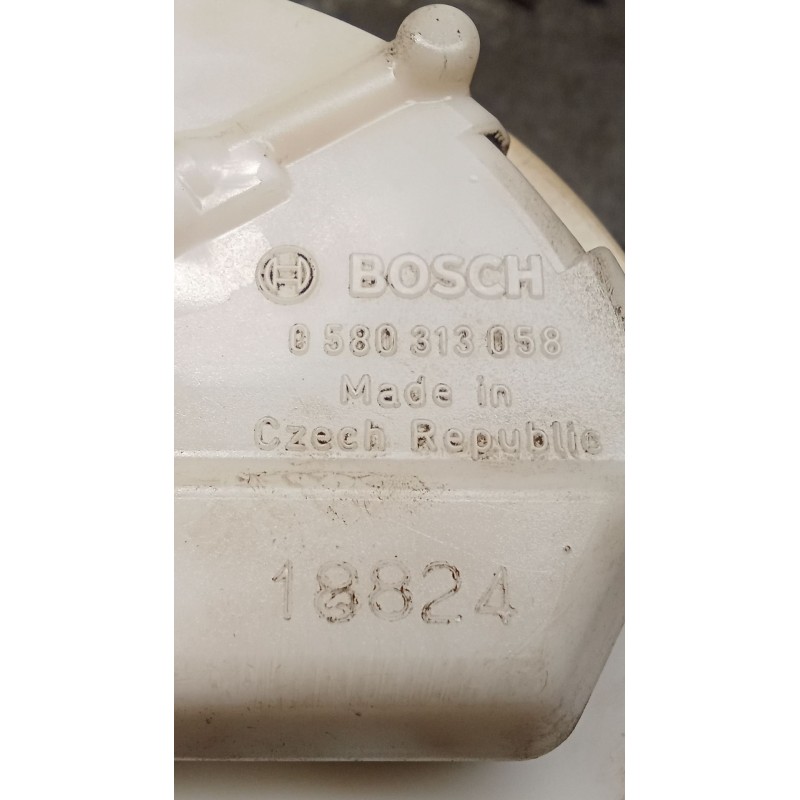 BOSCH
0 580 313 058
Made in
Czech Republic
18824